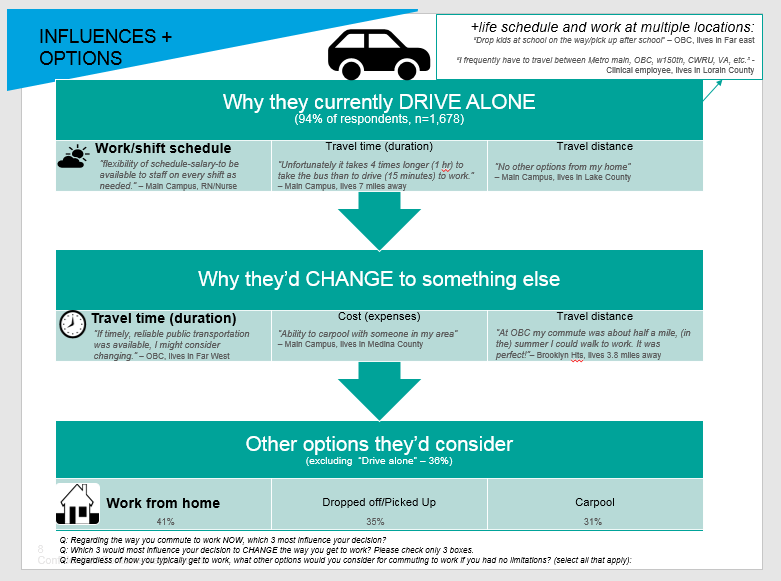 INFLUENCES +
OPTIONS
+life schedule and work at multiple locations:
"Drop kids at school on the way/pick up after school" – OBC, lives in Far east
"I frequently have to travel between Metro main, OBC, w150th, CWRU, VA, etc." -
Clinical employee, lives in Lorain County
Why they currently DRIVE ALONE
(94% of respondents, n=1,678)
Work/shift schedule
"flexibility of schedule-salary-to be
available to staff on every shift as
needed." – Main Campus, RN/Nurse
Travel time (duration)
"Unfortunately it takes 4 times longer (1 hr) to
take the bus than to drive (15 minutes) to work."
– Main Campus, lives 7 miles away
Travel distance
"No other options from my home"
– Main Campus, lives in Lake County
Why they'd CHANGE to something else
Travel time (duration)
"If timely, reliable public transportation
was available, I might consider
changing." – OBC, lives in Far West
Cost (expenses)
"Ability to carpool with someone in my area"
– Main Campus, lives in Medina County
Travel distance
"At OBC my commute was about half a mile, (in
the) summer I could walk to work. It was
perfect!"– Brooklyn Hts, lives 3.8 miles away
Other options they'd consider
(excluding "Drive alone" – 36%)
Work from home
41%
Dropped off/Picked Up
35%
Carpool
31%
Q: Regarding the way you commute to work NOW, which 3 most influence your decision?
8
Q: Which 3 would most influence your decision to CHANGE the way you get to work? Please check only 3 boxes.
Q: Regardless of how you typically get to work, what other options would you consider for commuting to work if you had no limitations? (select all that apply):